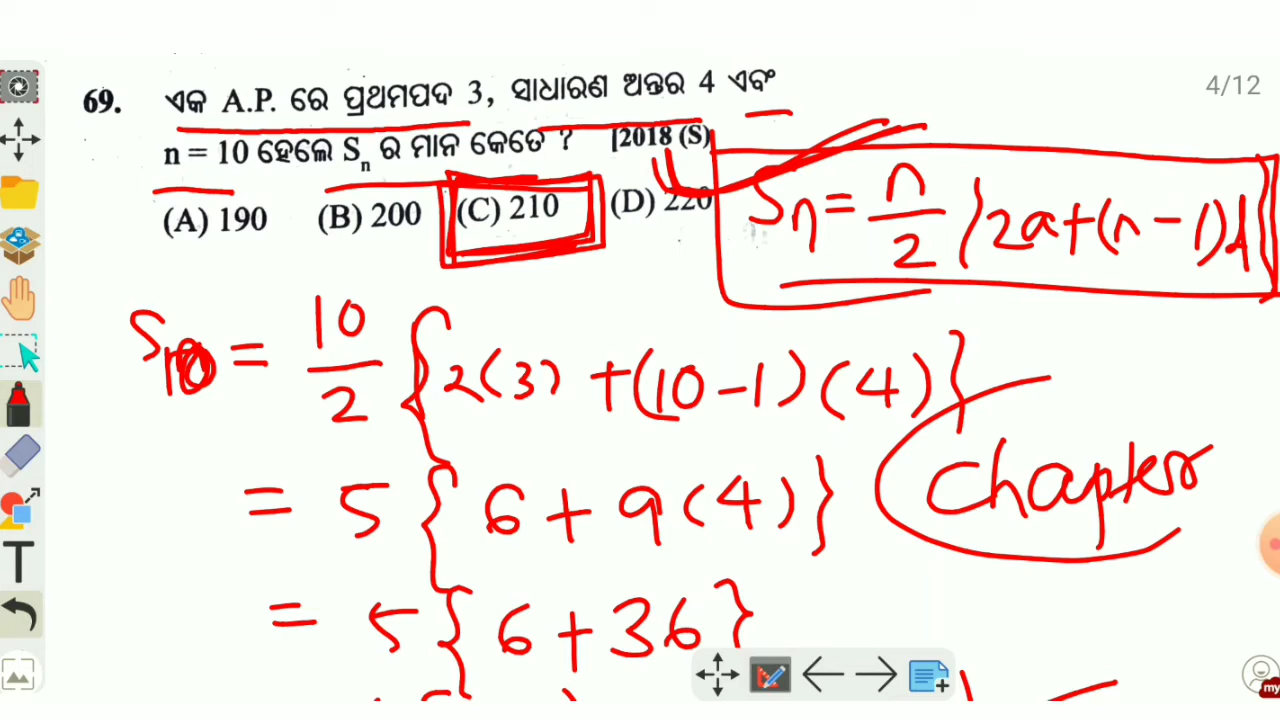 4/12
69. ଏକ A.P. ରେ ପ୍ରଥମପଦ 3, ସାଧାରଣ ଅନ୍ତର 4 ଏବଂ
n = 10 ହେଲେ Sn ର ମାନ କେତେ ? [2018 (S)
(A) 190 (B) 200 (C) 210 (D) 220
Sn = n/2 {2a+(n-1)d}
S10 = 10/2 {2(3) +(10-1)(4)}
= 5 {6 + 9(4)}
chapter
= 5 {6 + 36}
T
my